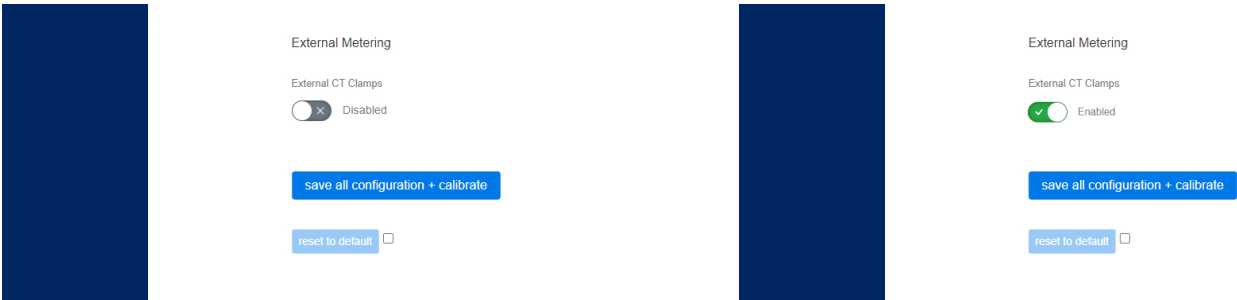 External Metering
External CT Clamps
Disabled
save all configuration + calibrate
reset to default
External Metering
External CT Clamps
Enabled
save all configuration + calibrate
reset to default